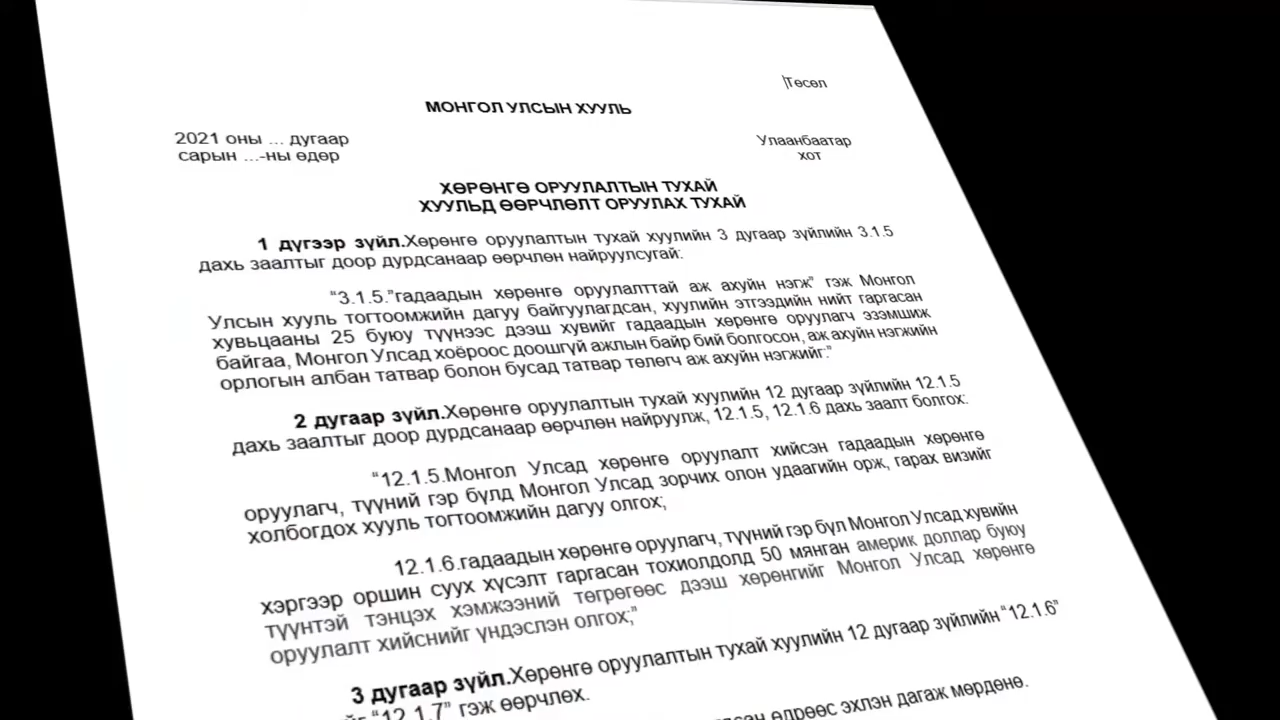 Төсөл
МОНГОЛ УЛСЫН ХУУЛЬ
2021 оны ... дугаар
сарын ...-ны өдөр
Улаанбаатар
хот
ХӨРӨНГӨ ОРУУЛАЛТЫН ТУХАЙ
ХУУЛЬД ӨӨРЧЛӨЛТ ОРУУЛАХ ТУХАЙ
1 дүгээр зүйл.Хөрөнгө оруулалтын тухай хуулийн 3 дугаар зүйлийн 3.1.5
дахь заалтыг доор дурдсанаар өөрчлөн найруулсугай:
“3.1.5.”гадаадын хөрөнгө оруулалттай аж ахуйн нэгж” гэж Монгол
Улсын хууль тогтоомжийн дагуу байгуулагдсан, хуулийн этгээдийн нийт гаргасан
хувьцааны 25 буюу түүнээс дээш хувийг гадаадын хөрөнгө оруулагч эзэмшиж
байгаа, Монгол Улсад хоёроос доошгүй ажлын байр бий болгосон, аж ахуйн нэгжийн
орлогын албан татвар болон бусад татвар төлөгч аж ахуйн нэгжийг:”
2 дугаар зүйл.Хөрөнгө оруулалтын тухай хуулийн 12 дугаар зүйлийн 12.1.5
дахь заалтыг доор дурдсанаар өөрчлөн найруулж, 12.1.5, 12.1.6 дахь заалт болгох:
“12.1.5.Монгол Улсад хөрөнгө оруулалт хийсэн гадаадын хөрөнгө
оруулагч, түүний гэр бүлд Монгол Улсад зорчих олон удаагийн орж, гарах визийг
холбогдох хууль тогтоомжийн дагуу олгох;
12.1.6.гадаадын хөрөнгө оруулагч, түүний гэр бүл Монгол Улсад хувийн
хэргээр оршин суух хүсэлт гаргасан тохиолдолд 50 мянган америк доллар буюу
түүнтэй тэнцэх хэмжээний төгрөгөөс дээш хөрөнгийг Монгол Улсад хөрөнгө
оруулалт хийснийг үндэслэн олгох;”
3 дугаар зүйл.Хөрөнгө оруулалтын тухай хуулийн 12 дугаар зүйлийн “12.1.6”
“12.1.7” гэж өөрчлөх.
өдрөөс эхлэн дагаж мөрдөнө.